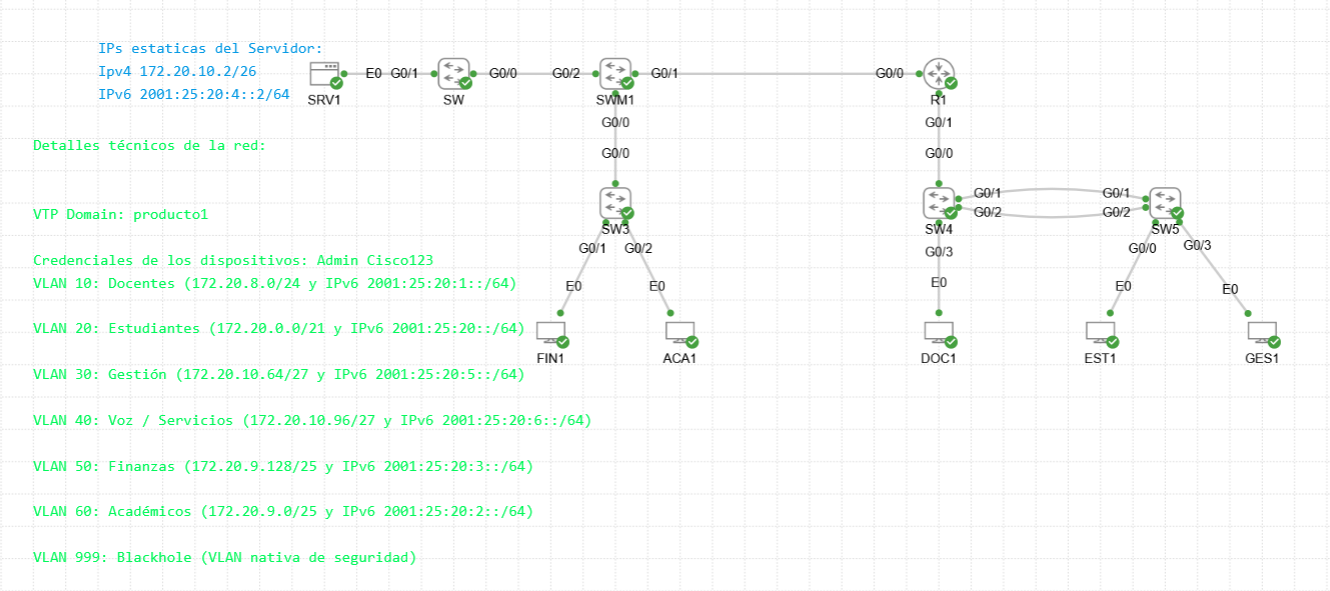 IPs estaticas del Servidor:
Ipv4 172.20.10.2/26
IPv6 2001:25:20:4::2/64
SRV1
E0
G0/1
SW
G0/0
G0/2
SWM1
G0/1
G0/0
R1
G0/0
G0/1
Detalles técnicos de la red:
G0/0
G0/0
G0/1
G0/1
G0/2
G0/2
VTP Domain: producto1
SW3
SW4
SW5
G0/1
G0/2
G0/3
G0/0
G0/3
Credenciales de los dispositivos: Admin Cisco123
VLAN 10: Docentes (172.20.8.0/24 y IPv6 2001:25:20:1::/64)
E0
E0
E0
E0
E0
VLAN 20: Estudiantes (172.20.0.0/21 y IPv6 2001:25:20::/64)
FIN1
ACA1
DOC1
EST1
GES1
VLAN 30: Gestión (172.20.10.64/27 y IPv6 2001:25:20:5::/64)
VLAN 40: Voz / Servicios (172.20.10.96/27 y IPv6 2001:25:20:6::/64)
VLAN 50: Finanzas (172.20.9.128/25 y IPv6 2001:25:20:3::/64)
VLAN 60: Académicos (172.20.9.0/25 y IPv6 2001:25:20:2::/64)
VLAN 999: Blackhole (VLAN nativa de seguridad)